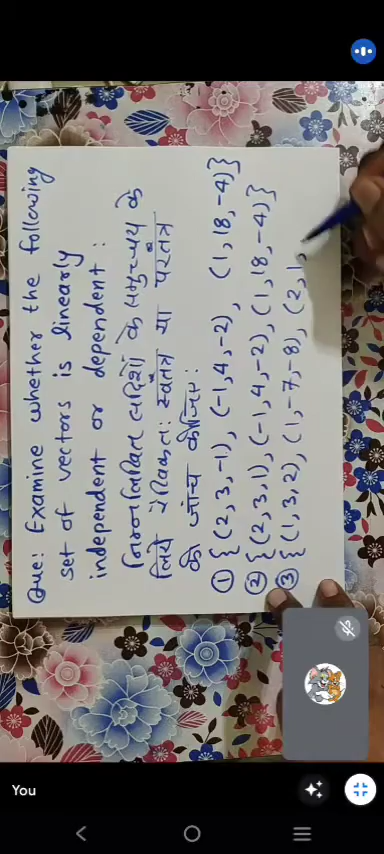 Que: Examine whether the following
set of vectors is linearly
independent or dependent:
निम्नलिखित सदिशों के समुच्चय के
लिये रैखिकतः स्वतंत्र या परतंत्र
की जांच कीजिए:
① {(2, 3, -1), (-1, 4, -2), (1, 18, -4)}
② {(2, 3, 1), (-1, 4, -2), (1, 18, -4)}
③ {(1, 3, 2), (1, -7, -8), (2, 1,
You